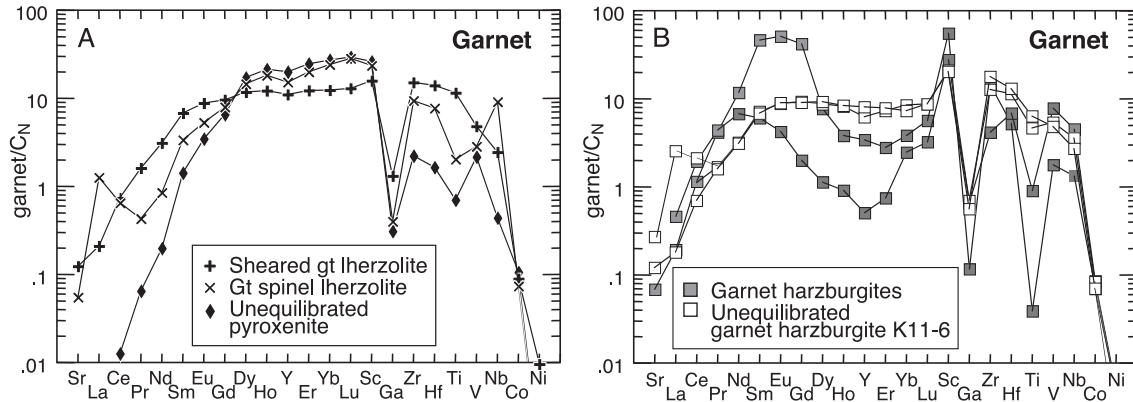 A
Garnet
garnet/CN
100
10
1
.1
.01
Sheared gt lherzolite
Gt spinel lherzolite
Unequilibrated
pyroxenite
Sr La Ce Pr Nd Sm Eu Gd Dy Ho Y Er Yb Lu Sc Ga Zr Hf Ti V Nb Co Ni
B
Garnet
garnet/CN
100
10
1
.1
.01
Garnet harzburgites
Unequilibrated
garnet harzburgite K11-6
Sr La Ce Pr Nd Sm Eu Gd Dy Ho Y Er Yb Lu Sc Ga Zr Hf Ti V Nb Co Ni